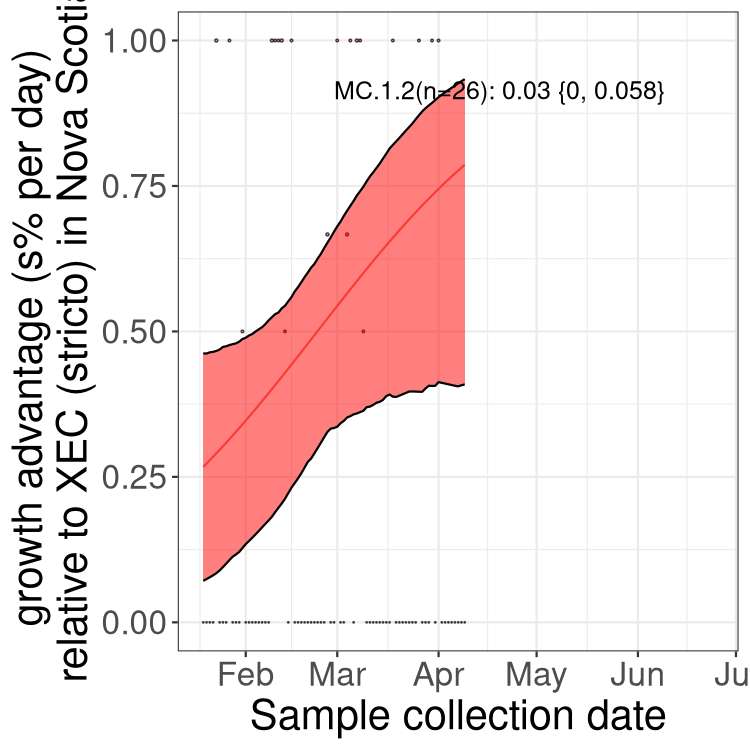 growth advantage (s% per day)
relative to XEC (stricto) in Nova Scotia
1.00
0.75
0.50
0.25
0.00
MC.1.2(n=26): 0.03 {0, 0.058}
Feb Mar Apr May Jun Ju
Sample collection date